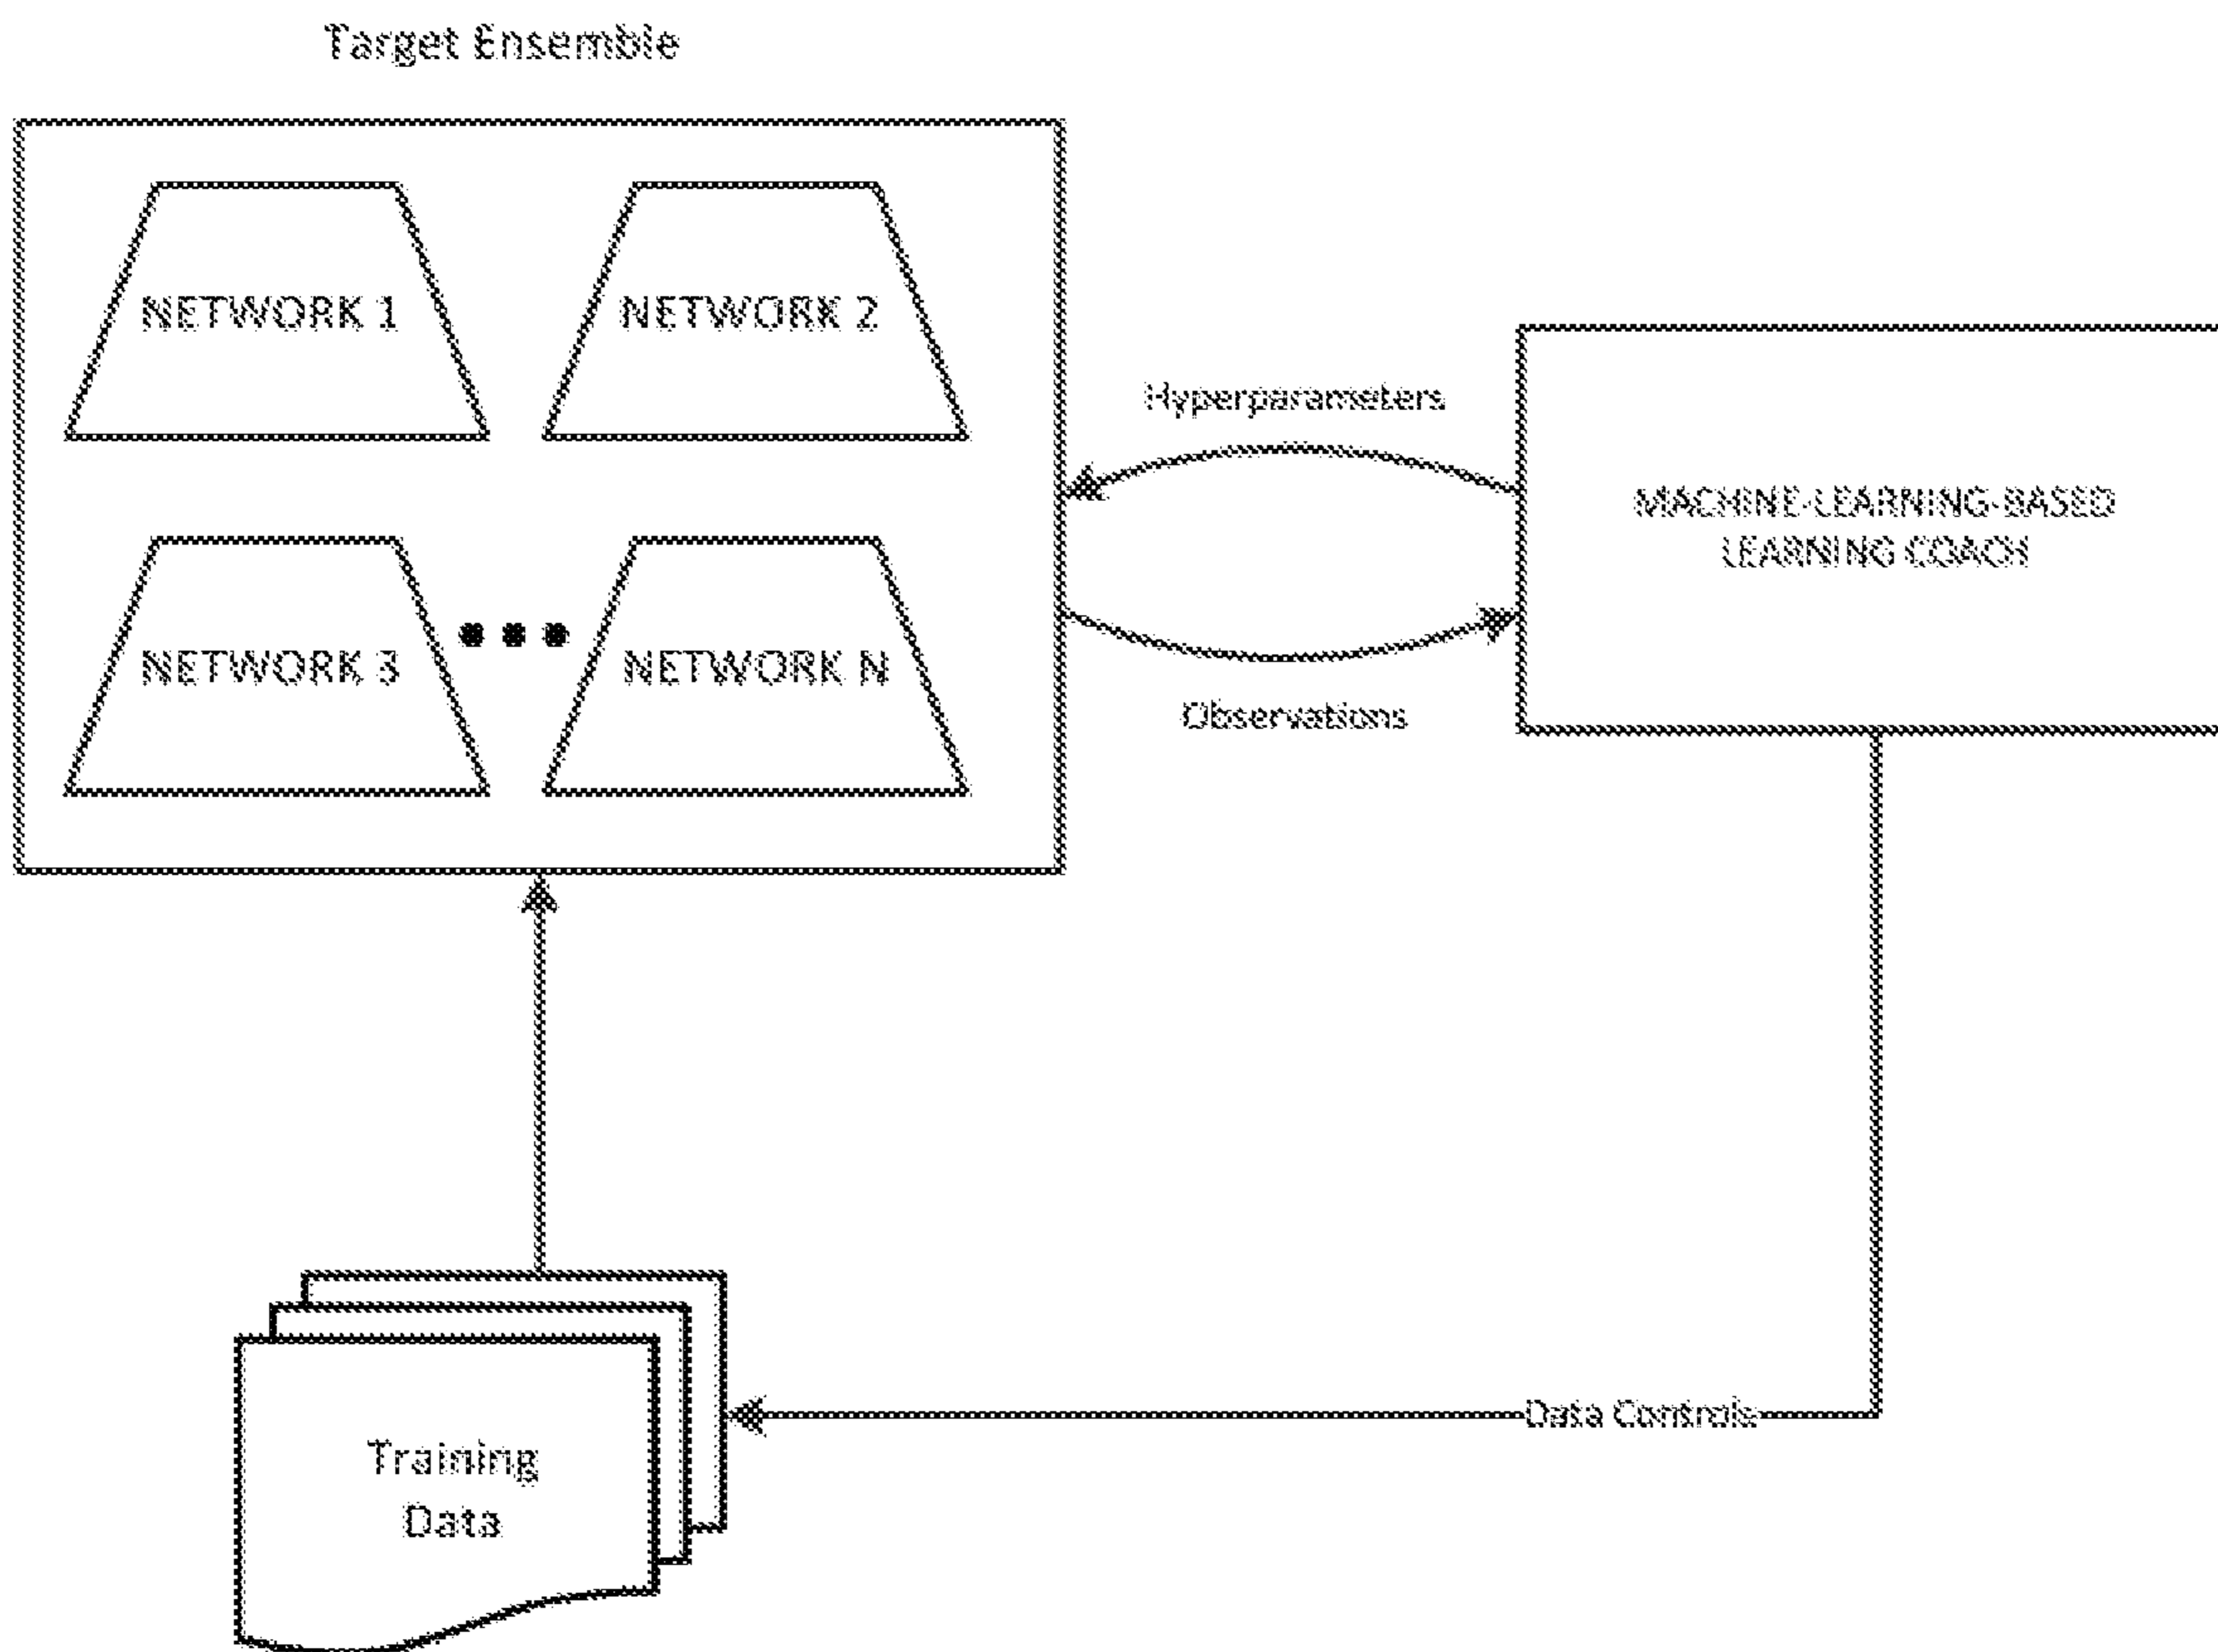 Target Ensemble
NETWORK 1
NETWORK 2
Hyperparameters
MACHINE-LEARNING-BASED
LEARNING COACH
NETWORK 3
NETWORK N
Observations
Data Controls
Training
Data